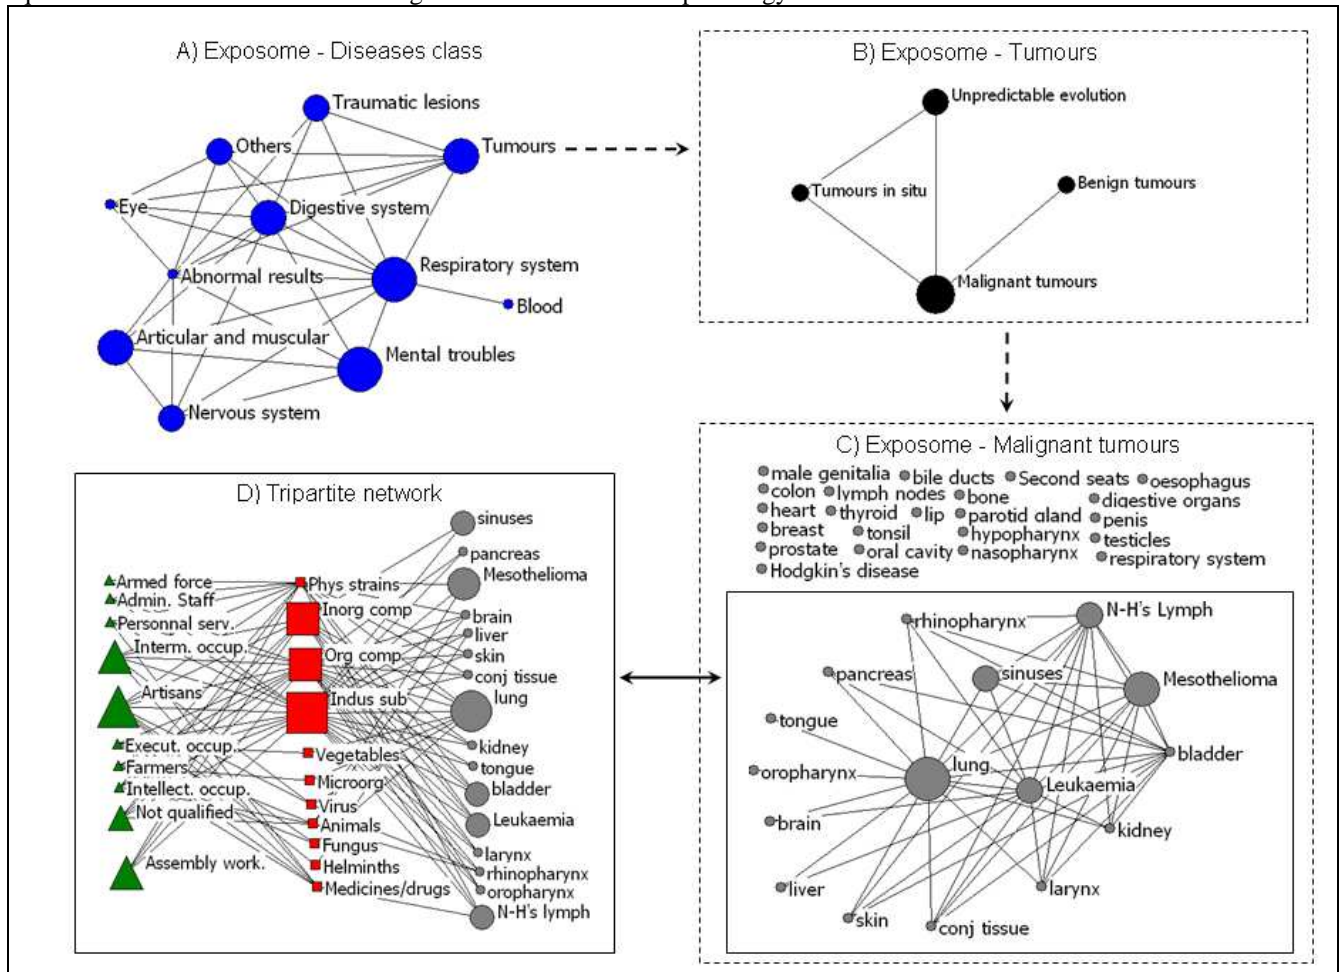 A) Exposome - Diseases class
Traumatic lesions
Others
Tumours
Eye
Digestive system
Abnormal results
Respiratory system
Blood
Articular and muscular
Mental troubles
Nervous system
B) Exposome - Tumours
Unpredictable evolution
Tumours in situ
Benign tumours
Malignant tumours
C) Exposome - Malignant tumours
male genitalia bile ducts Second seats oesophagus
colon lymph nodes bone digestive organs
heart thyroid lip parotid gland penis
breast tonsil hypopharynx testicles
prostate oral cavity nasopharynx respiratory system
Hodgkin's disease
N-H's Lymph
rhinopharynx
pancreas
sinuses
Mesothelioma
tongue
bladder
oropharynx
lung
Leukaemia
brain
kidney
liver
larynx
skin
conj tissue
D) Tripartite network
Armed force
Admin. Staff
Personnal serv.
Interm. occup.
Artisans
Execut. occup.
Farmers
Intellect. occup.
Not qualified
Assembly work.
Phys strains
Inorg comp
Org comp
Indus sub
Vegetables
Microorg
Virus
Animals
Fungus
Helminths
Medicines/drugs
sinuses
pancreas
Mesothelioma
brain
liver
skin
conj tissue
lung
kidney
tongue
bladder
Leukaemia
larynx
rhinopharynx
oropharynx
N-H's lymph